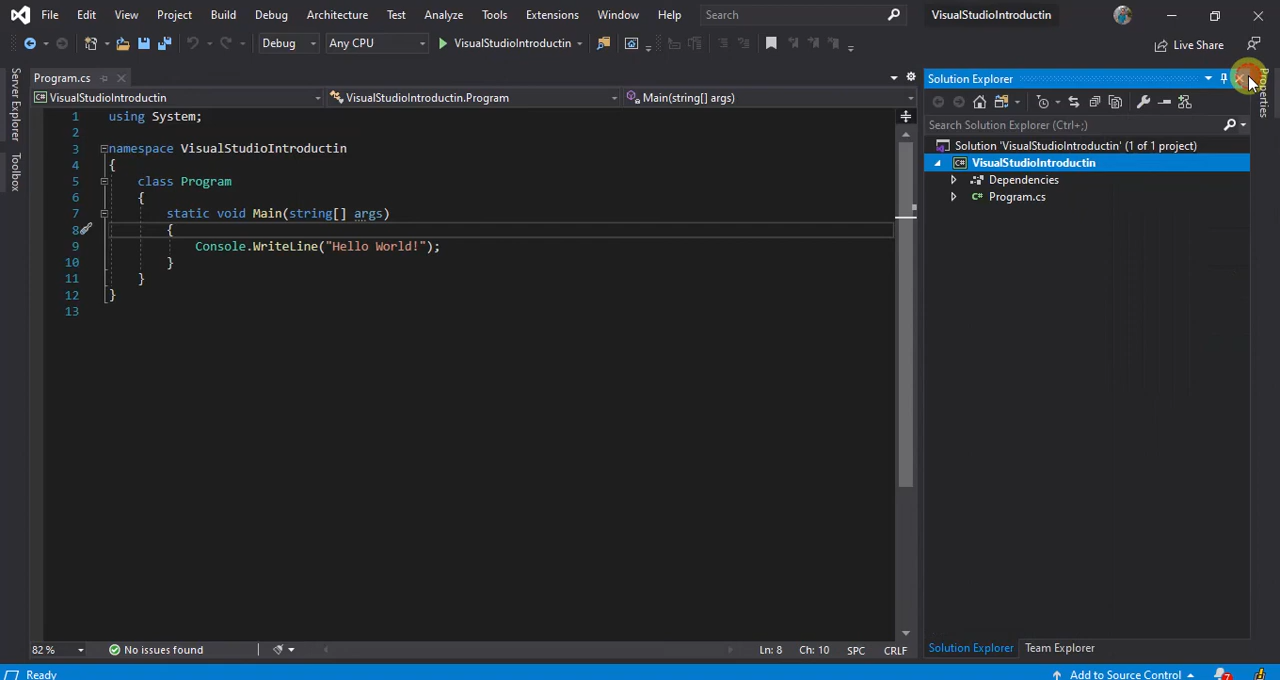 File Edit View Project Build Debug Architecture Test Analyze Tools Extensions Window Help Search VisualStudioIntroductin
Debug Any CPU VisualStudioIntroductin Live Share
Server Explorer
Toolbox
Program.cs
VisualStudioIntroductin VisualStudioIntroductin.Program Main(string[] args)
1 using System;
2
3 namespace VisualStudioIntroductin
4 {
5 class Program
6 {
7 static void Main(string[] args)
8 {
9 Console.WriteLine("Hello World!");
10 }
11 }
12 }
13
82 % No issues found Ln: 8 Ch: 10 SPC CRLF
Solution Explorer
Search Solution Explorer (Ctrl+;)
Solution 'VisualStudioIntroductin' (1 of 1 project)
C# VisualStudioIntroductin
Dependencies
C# Program.cs
Solution Explorer Team Explorer
Properties
Ready Add to Source Control 7